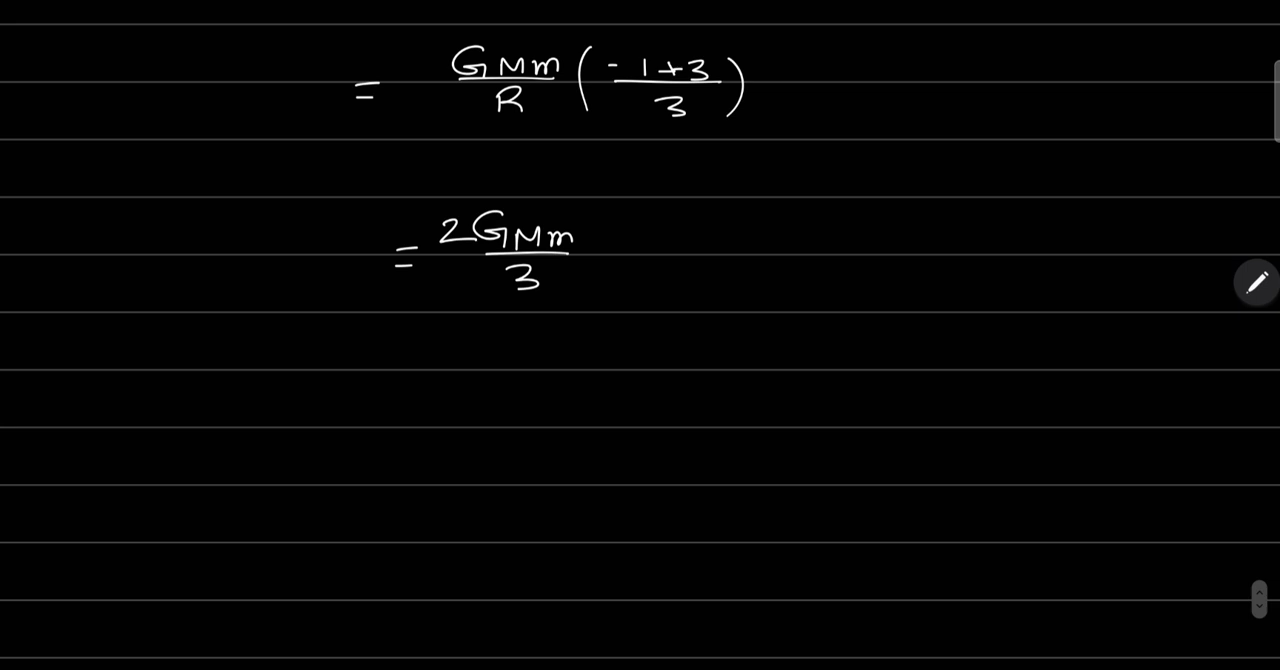 = GMm/R (-1+3/3)
= 2GMm/3